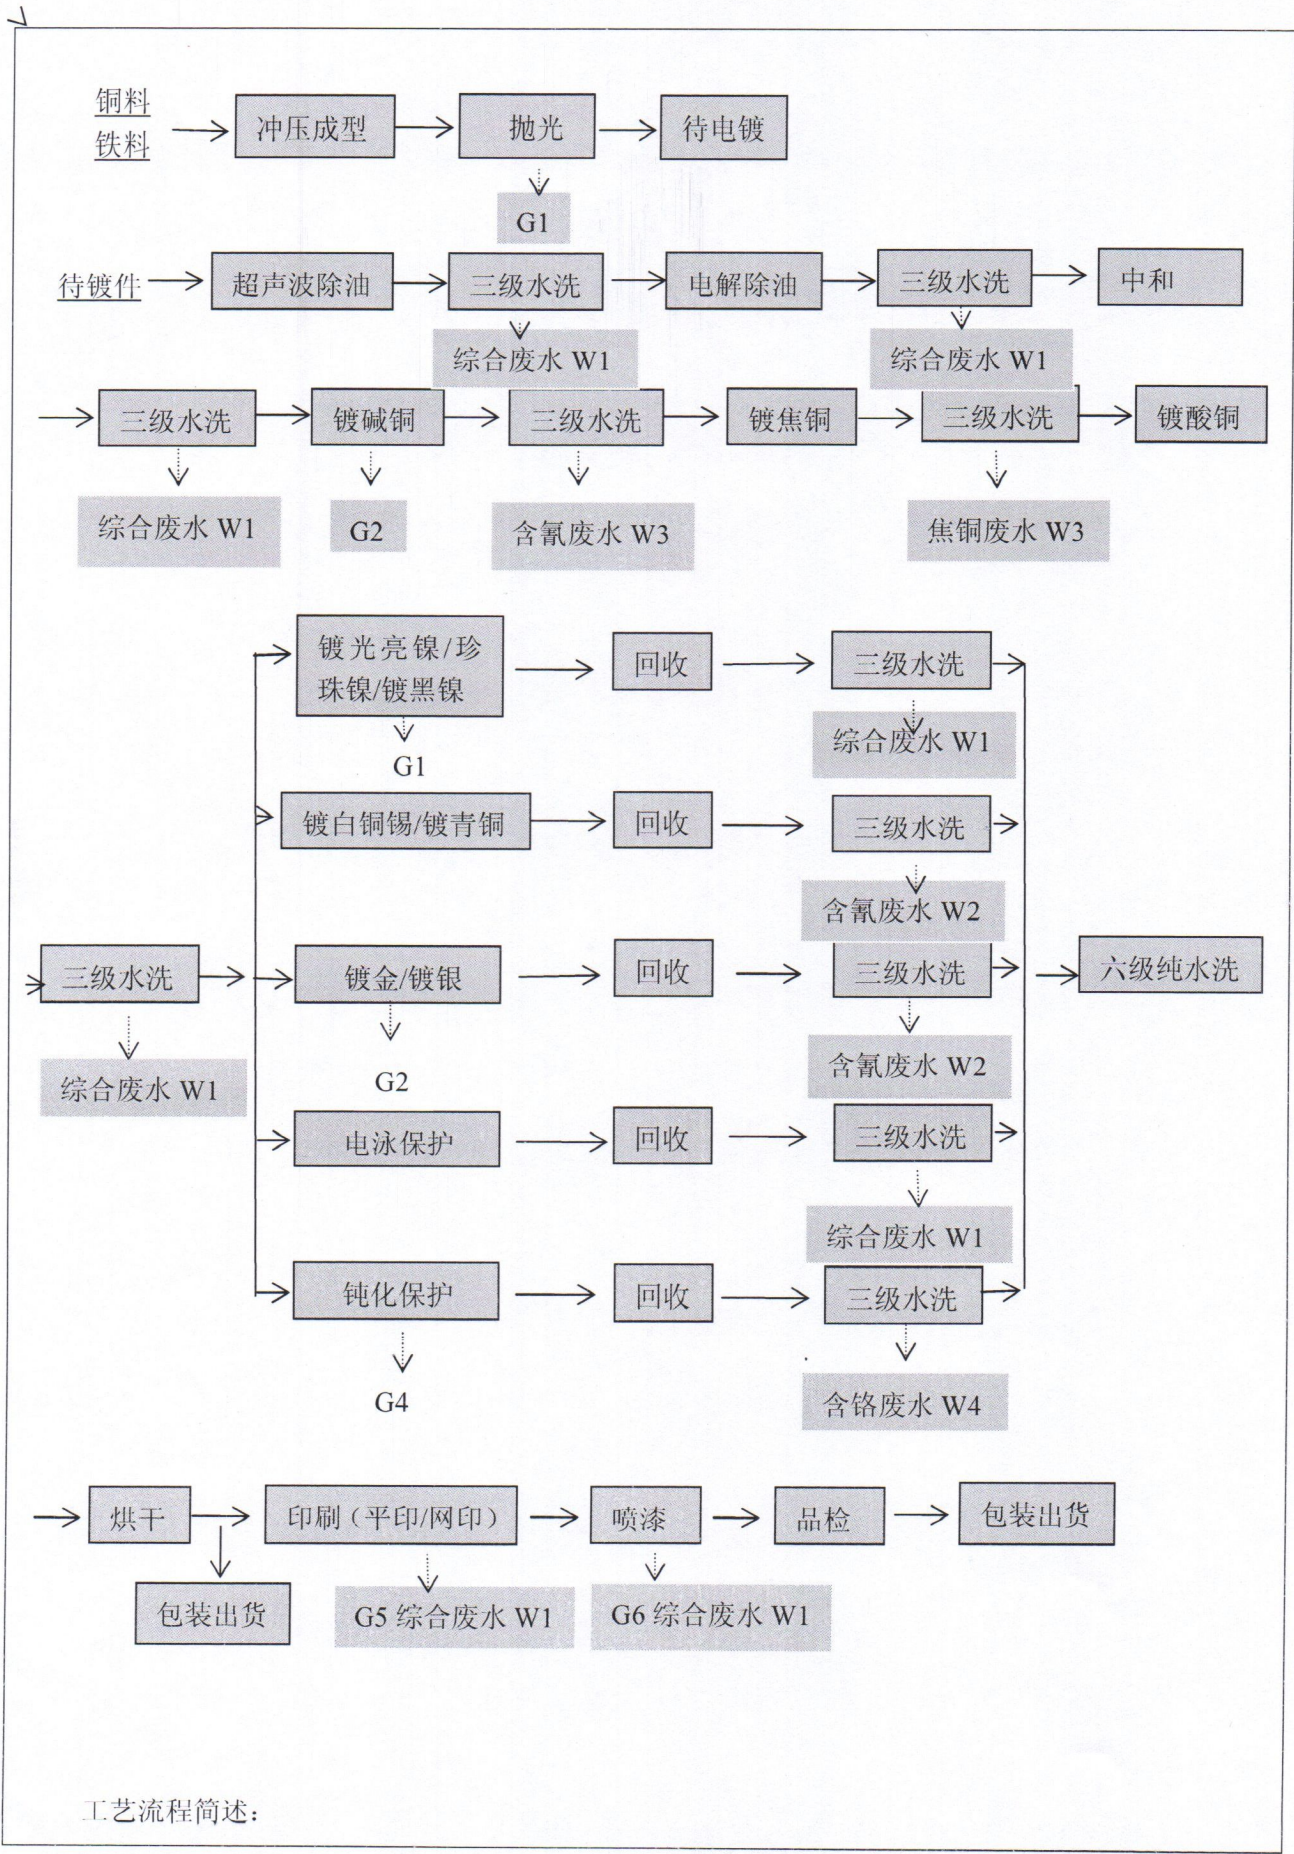 铜料
铁料
冲压成型 抛光 待电镀
G1
待镀件 超声波除油 三级水洗 电解除油 三级水洗 中和
综合废水 W1 综合废水 W1
三级水洗 镀碱铜 三级水洗 镀焦铜 三级水洗 镀酸铜
综合废水 W1 G2 含氰废水 W3 焦铜废水 W3
镀光亮镍/珍
珠镍/镀黑镍
回收 三级水洗
综合废水 W1
G1
镀白铜锡/镀青铜 回收 三级水洗
含氰废水 W2
三级水洗 镀金/镀银 回收 三级水洗 六级纯水洗
含氰废水 W2
综合废水 W1 G2
电泳保护 回收 三级水洗
综合废水 W1
钝化保护 回收 三级水洗
G4 含铬废水 W4
烘干 印刷（平印/网印） 喷漆 品检 包装出货
包装出货 G5 综合废水 W1 G6 综合废水 W1
工艺流程简述：